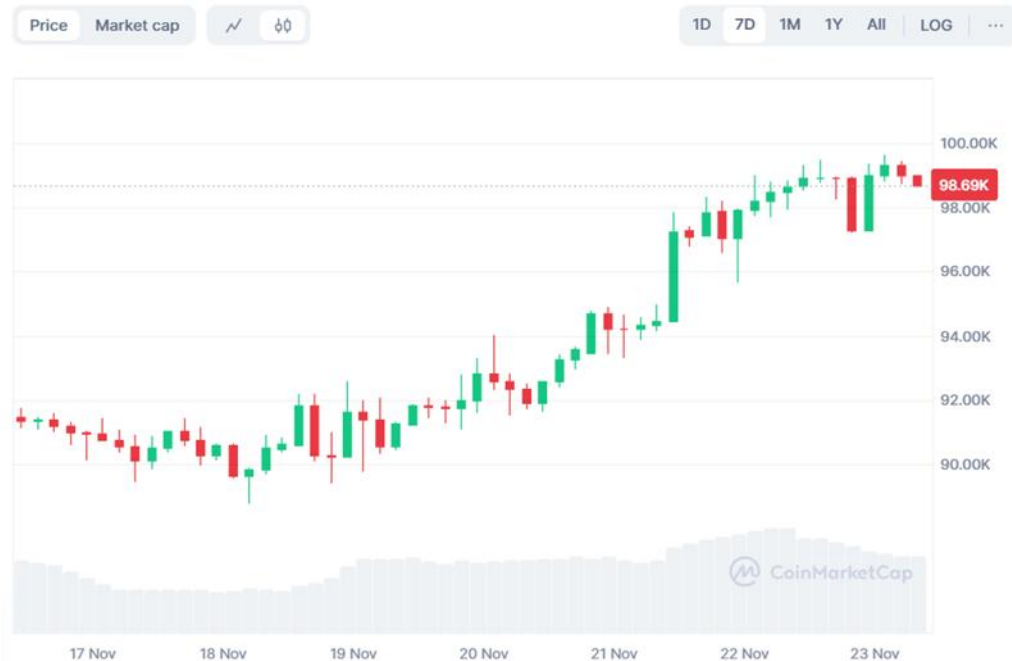 Price Market cap 1D 7D 1M 1Y All LOG ...
100.00K
98.69K
98.00K
96.00K
94.00K
92.00K
90.00K
CoinMarketCap
17 Nov 18 Nov 19 Nov 20 Nov 21 Nov 22 Nov 23 Nov